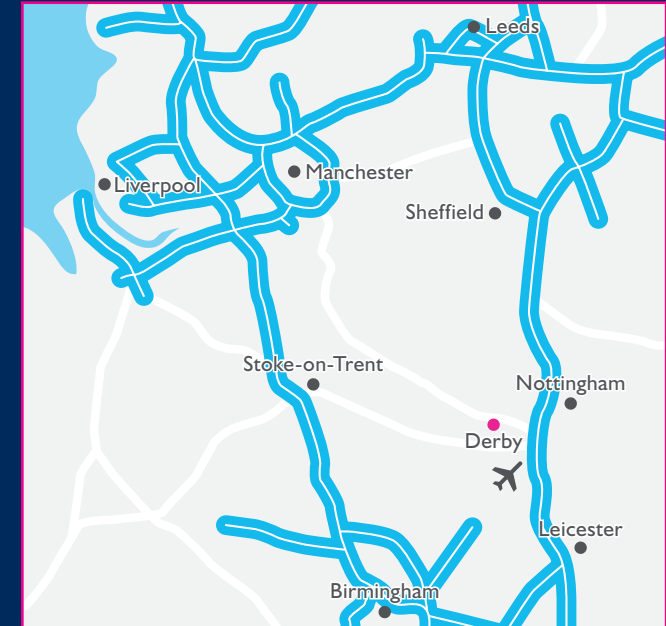 Leeds
Manchester
Liverpool
Sheffield
Stoke-on-Trent
Nottingham
Derby
Leicester
Birmingham